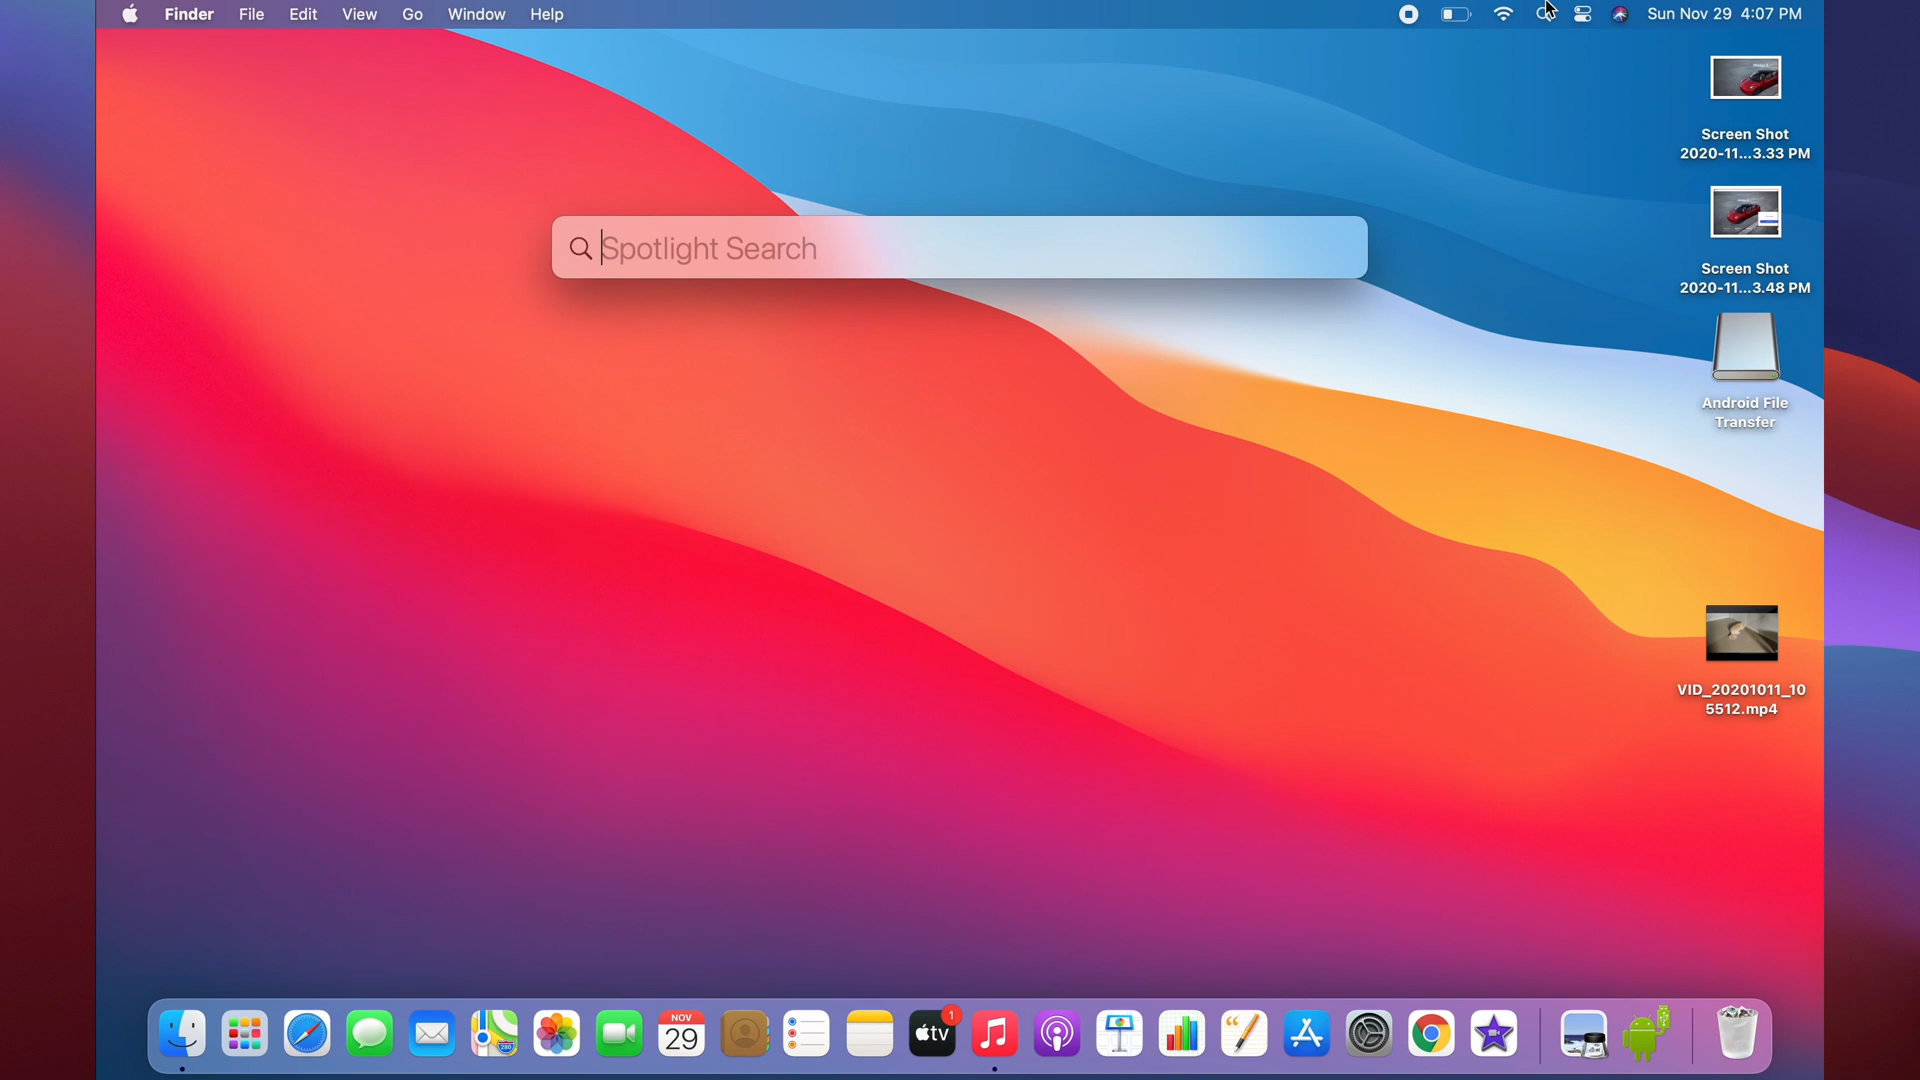 Finder File Edit View Go Window Help Sun Nov 29 4:07 PM
Screen Shot
2020-11...3.33 PM
Spotlight Search
Screen Shot
2020-11...3.48 PM
Android File
Transfer
VID_20201011_10
5512.mp4
NOV
29
280
tv
1